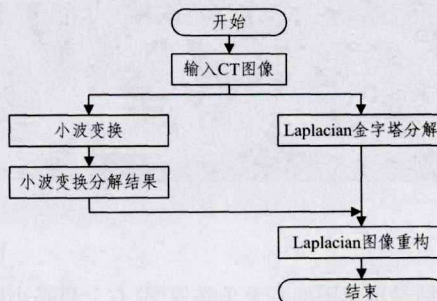 开始
输入CT图像
小波变换
Laplacian金字塔分解
小波变换分解结果
Laplacian图像重构
结束